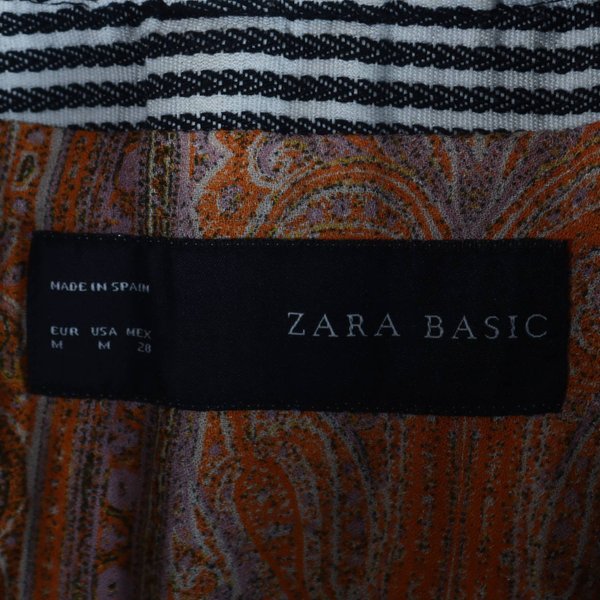 MADE IN SPAIN
EUR USA MEX
M M 28
ZARA BASIC